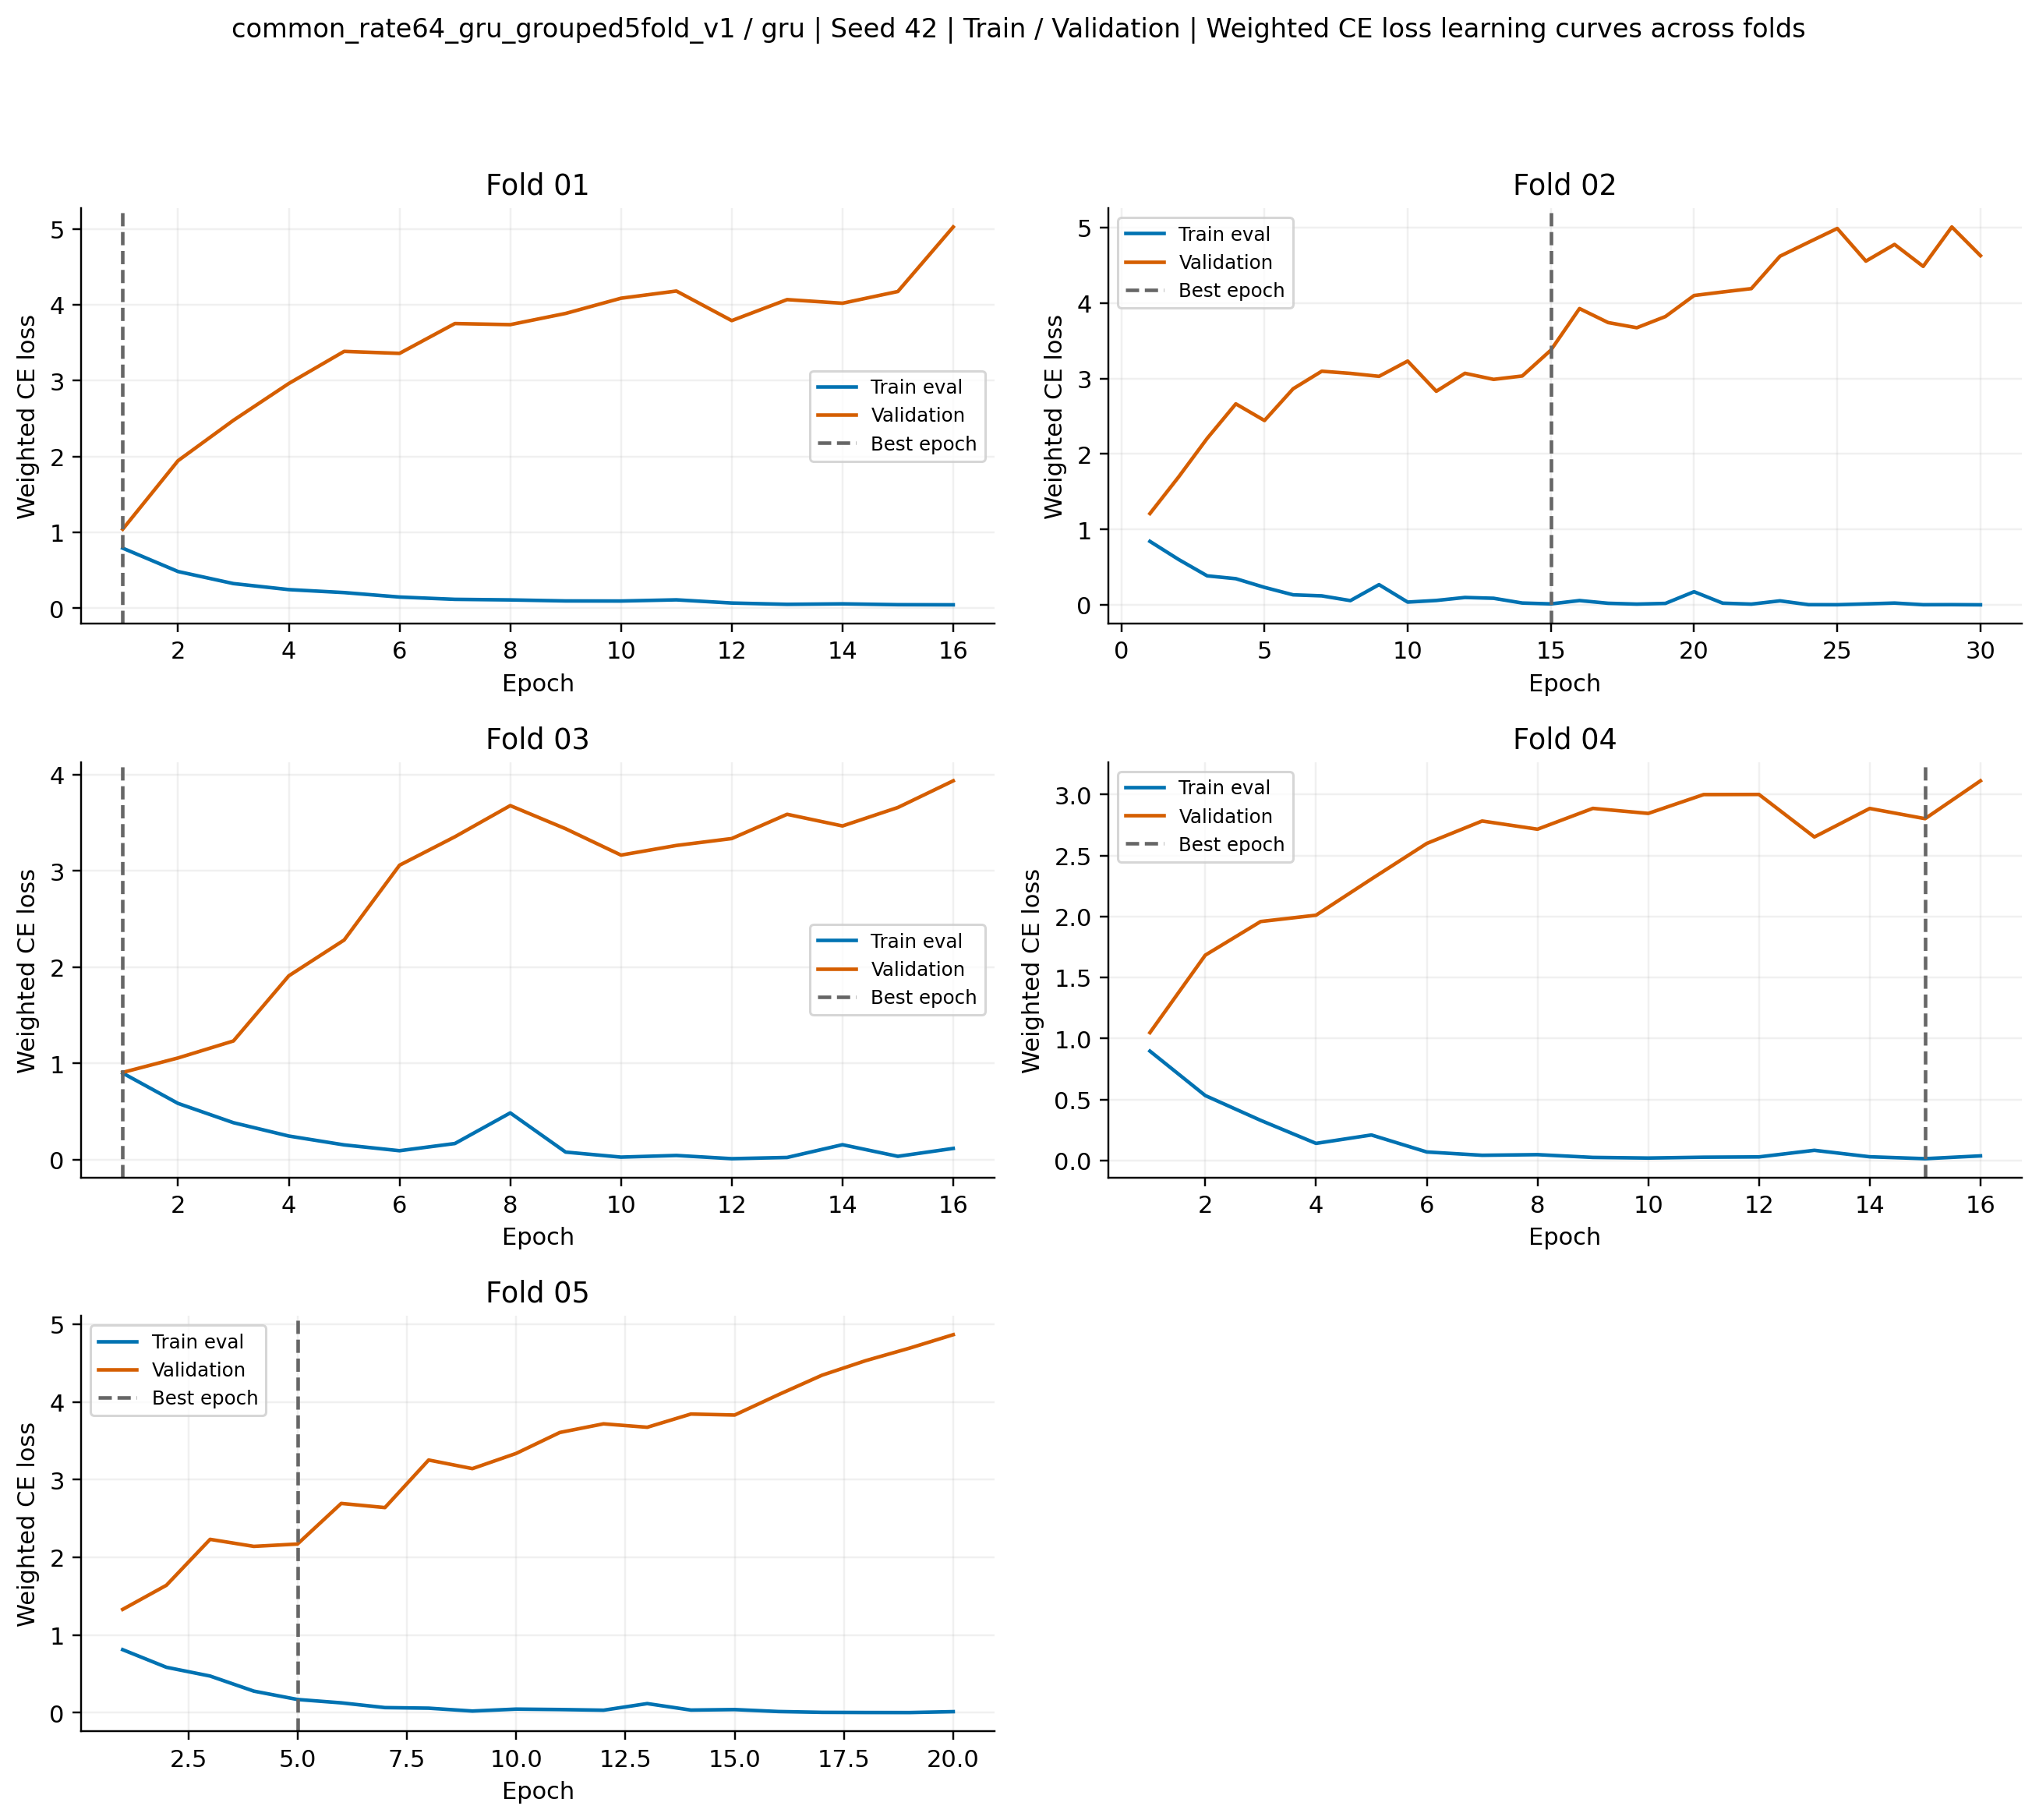 common_rate64_gru_grouped5fold_v1 / gru | Seed 42 | Train / Validation | Weighted CE loss learning curves across folds
Fold 01
Weighted CE loss
5
4
3
2
1
0
Train eval
Validation
Best epoch
2 4 6 8 10 12 14 16
Epoch
Fold 02
Weighted CE loss
5
4
3
2
1
0
Train eval
Validation
Best epoch
0 5 10 15 20 25 30
Epoch
Fold 03
Weighted CE loss
4
3
2
1
0
Train eval
Validation
Best epoch
2 4 6 8 10 12 14 16
Epoch
Fold 04
Weighted CE loss
3.0
2.5
2.0
1.5
1.0
0.5
0.0
Train eval
Validation
Best epoch
2 4 6 8 10 12 14 16
Epoch
Fold 05
Weighted CE loss
5
4
3
2
1
0
Train eval
Validation
Best epoch
2.5 5.0 7.5 10.0 12.5 15.0 17.5 20.0
Epoch